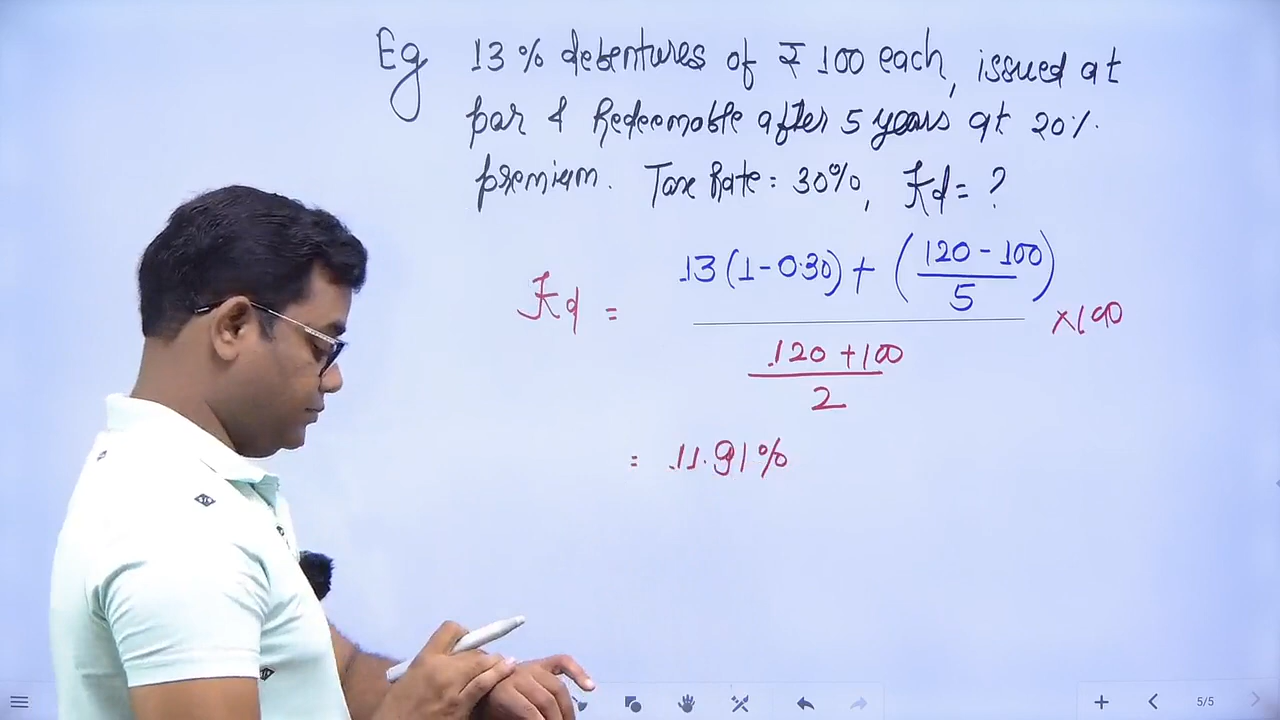 Eg 13% debentures of ₹ 100 each, issued at
par & Redeemable after 5 years at 20%
premium. Tax Rate: 30%, Kd = ?
Kd = 13(1-0.30) + (120 - 100 / 5)
120 + 100 / 2
×100
= 11.91%
5/5